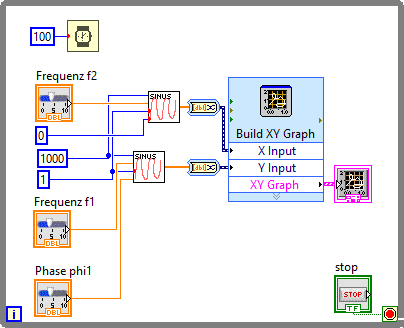 100
Frequenz f2
SINUS
0 5 10
DBL
Build XY Graph
0
1000
X Input
SINUS
Y Input
1
XY Graph
Frequenz f1
0 5 10
DBL
Phase phi1
0 5 10
DBL
stop
STOP
TF
i